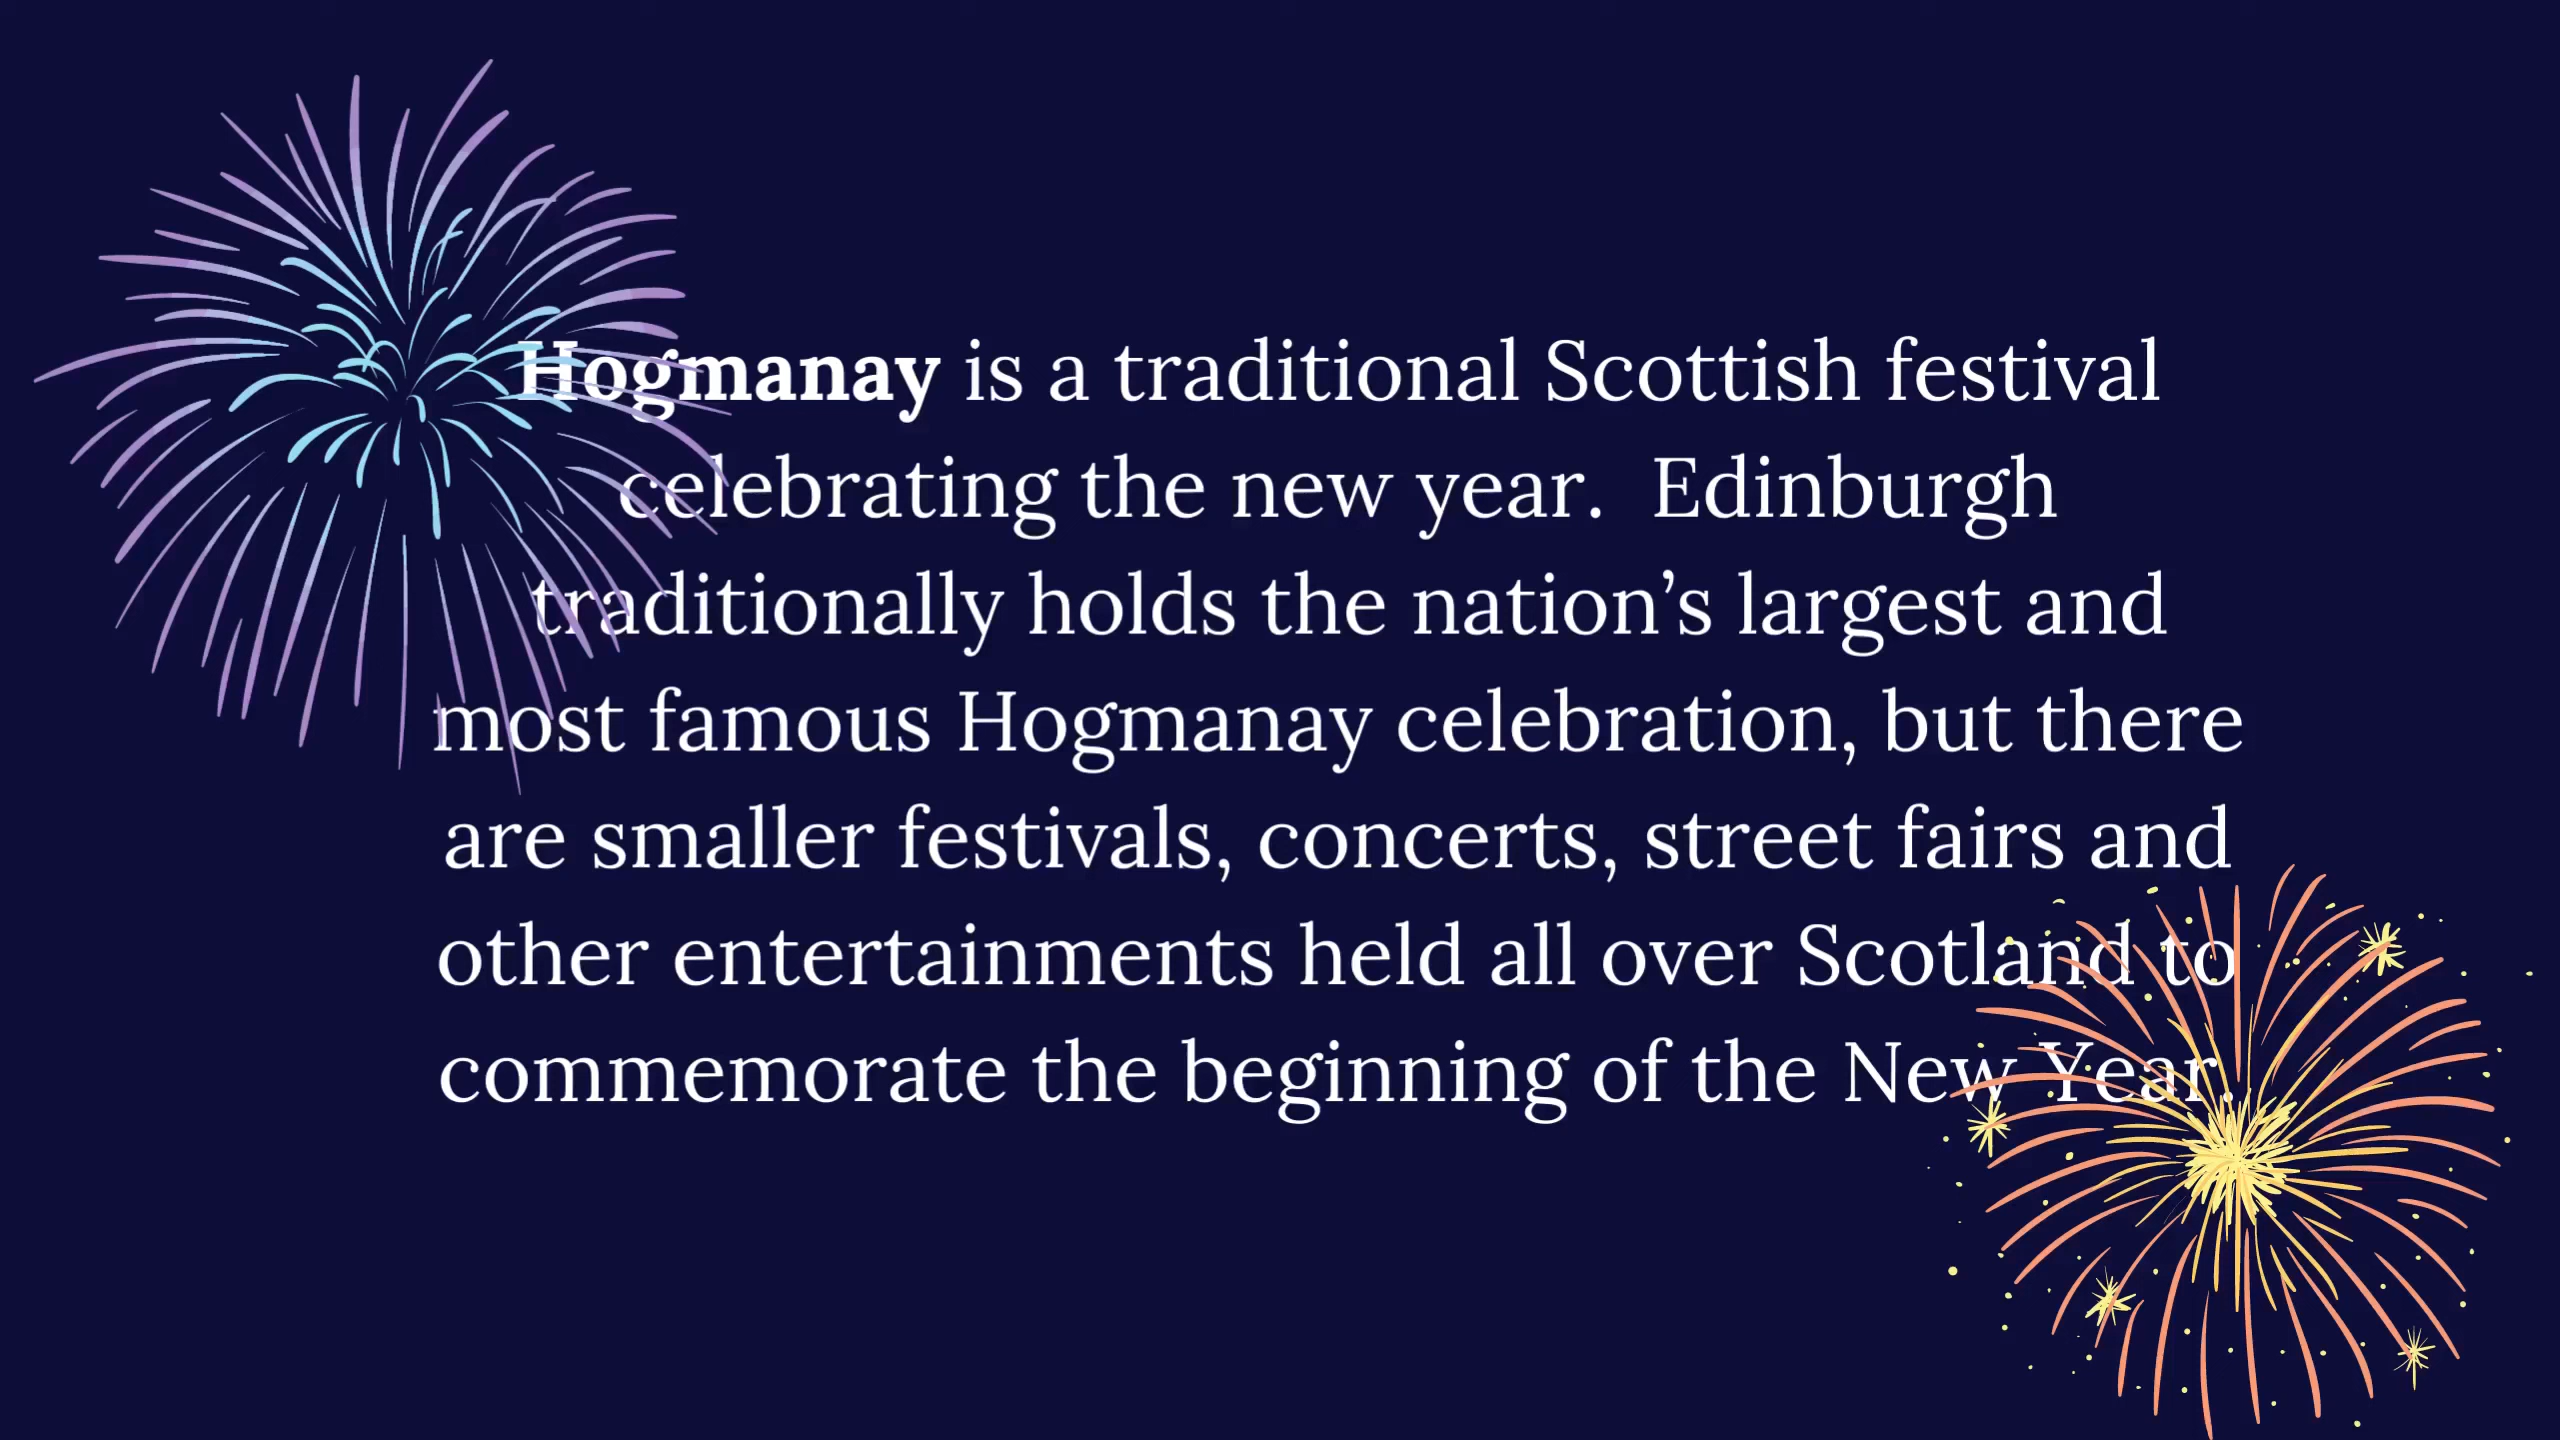 Hogmanay is a traditional Scottish festival
celebrating the new year.  Edinburgh
traditionally holds the nation’s largest and
most famous Hogmanay celebration, but there
are smaller festivals, concerts, street fairs and
other entertainments held all over Scotland to
commemorate the beginning of the New Year.